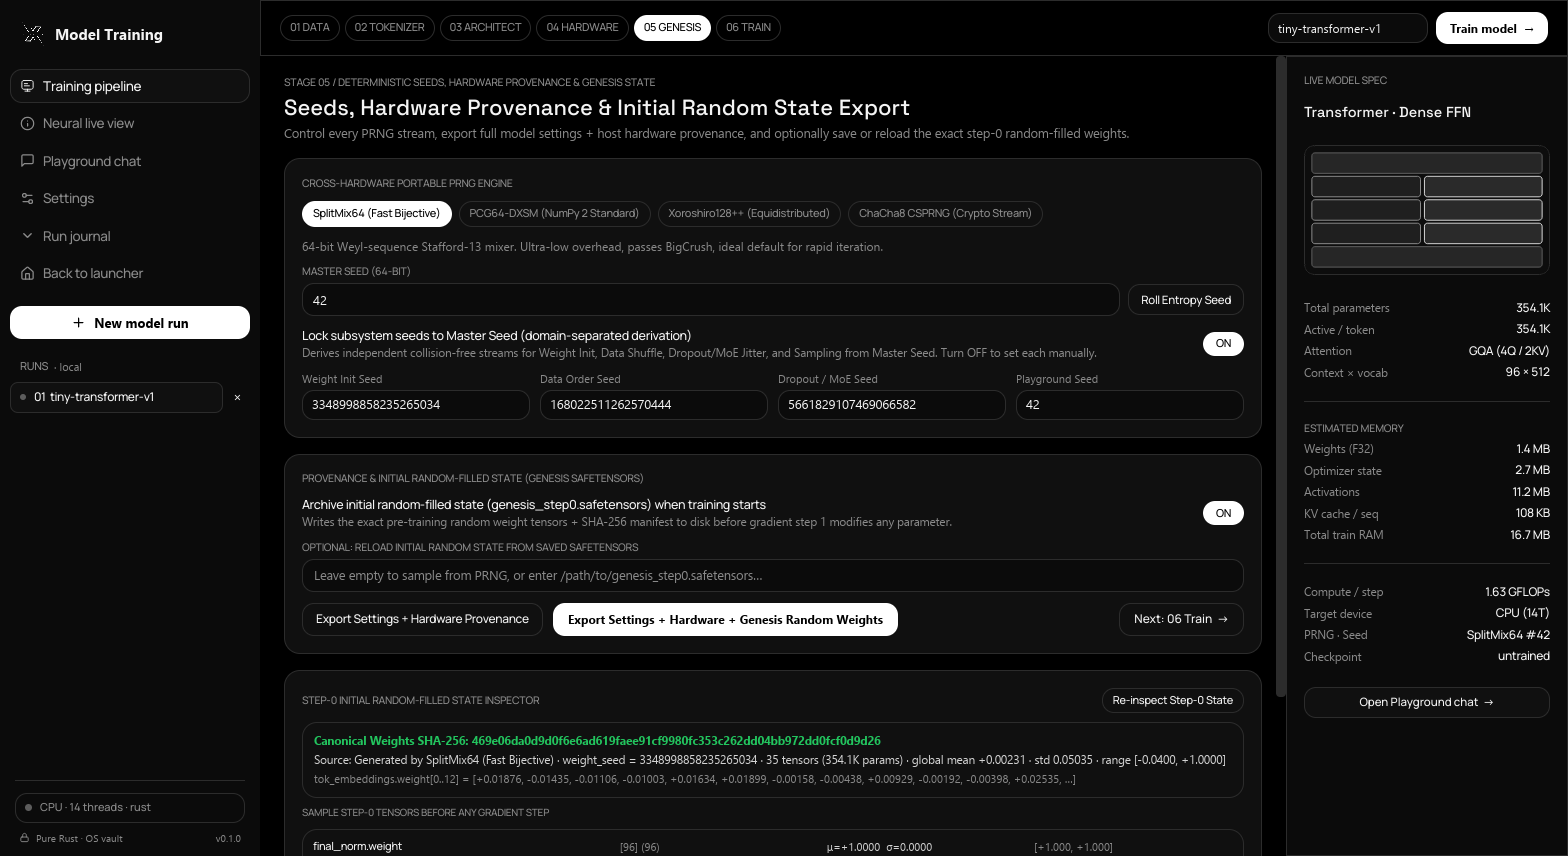 Model Training
Training pipeline
Neural live view
Playground chat
Settings
Run journal
Back to launcher
+ New model run
RUNS · local
01 tiny-transformer-v1 ×
CPU · 14 threads · rust
Pure Rust · OS vault v0.1.0
01 DATA 02 TOKENIZER 03 ARCHITECT 04 HARDWARE 05 GENESIS 06 TRAIN
tiny-transformer-v1 Train model →
STAGE 05 / DETERMINISTIC SEEDS, HARDWARE PROVENANCE & GENESIS STATE
Seeds, Hardware Provenance & Initial Random State Export
Control every PRNG stream, export full model settings + host hardware provenance, and optionally save or reload the exact step-0 random-filled weights.
CROSS-HARDWARE PORTABLE PRNG ENGINE
SplitMix64 (Fast Bijective) PCG64-DXSM (NumPy 2 Standard) Xoroshiro128++ (Equidistributed) ChaCha8 CSPRNG (Crypto Stream)
64-bit Weyl-sequence Stafford-13 mixer. Ultra-low overhead, passes BigCrush, ideal default for rapid iteration.
MASTER SEED (64-BIT)
42 Roll Entropy Seed
Lock subsystem seeds to Master Seed (domain-separated derivation)
Derives independent collision-free streams for Weight Init, Data Shuffle, Dropout/MoE Jitter, and Sampling from Master Seed. Turn OFF to set each manually.
ON
Weight Init Seed Data Order Seed Dropout / MoE Seed Playground Seed
3348998858235265034 168022511262570444 5661829107469066582 42
PROVENANCE & INITIAL RANDOM-FILLED STATE (GENESIS SAFETENSORS)
Archive initial random-filled state (genesis_step0.safetensors) when training starts
Writes the exact pre-training random weight tensors + SHA-256 manifest to disk before gradient step 1 modifies any parameter.
ON
OPTIONAL: RELOAD INITIAL RANDOM STATE FROM SAVED SAFETENSORS
Leave empty to sample from PRNG, or enter /path/to/genesis_step0.safetensors...
Export Settings + Hardware Provenance Export Settings + Hardware + Genesis Random Weights Next: 06 Train →
STEP-0 INITIAL RANDOM-FILLED STATE INSPECTOR Re-inspect Step-0 State
Canonical Weights SHA-256: 469e06da0d9d0f6e6ad619faee91cf9980fc353c262dd04bb972dd0fcf0d9d26
Source: Generated by SplitMix64 (Fast Bijective) · weight_seed = 3348998858235265034 · 35 tensors (354.1K params) · global mean +0.00231 · std 0.05035 · range [-0.0400, +1.0000]
tok_embeddings.weight[0..12] = [+0.01876, -0.01435, -0.01106, -0.01003, +0.01634, +0.01899, -0.00158, -0.00438, +0.00929, -0.00192, -0.00398, +0.02535, ...]
SAMPLE STEP-0 TENSORS BEFORE ANY GRADIENT STEP
final_norm.weight [96] (96) μ=+1.0000 σ=0.0000 [+1.000, +1.000]
LIVE MODEL SPEC
Transformer · Dense FFN
Total parameters 354.1K
Active / token 354.1K
Attention GQA (4Q / 2KV)
Context × vocab 96 × 512
ESTIMATED MEMORY
Weights (F32) 1.4 MB
Optimizer state 2.7 MB
Activations 11.2 MB
KV cache / seq 108 KB
Total train RAM 16.7 MB
Compute / step 1.63 GFLOPs
Target device CPU (14T)
PRNG · Seed SplitMix64 #42
Checkpoint untrained
Open Playground chat →